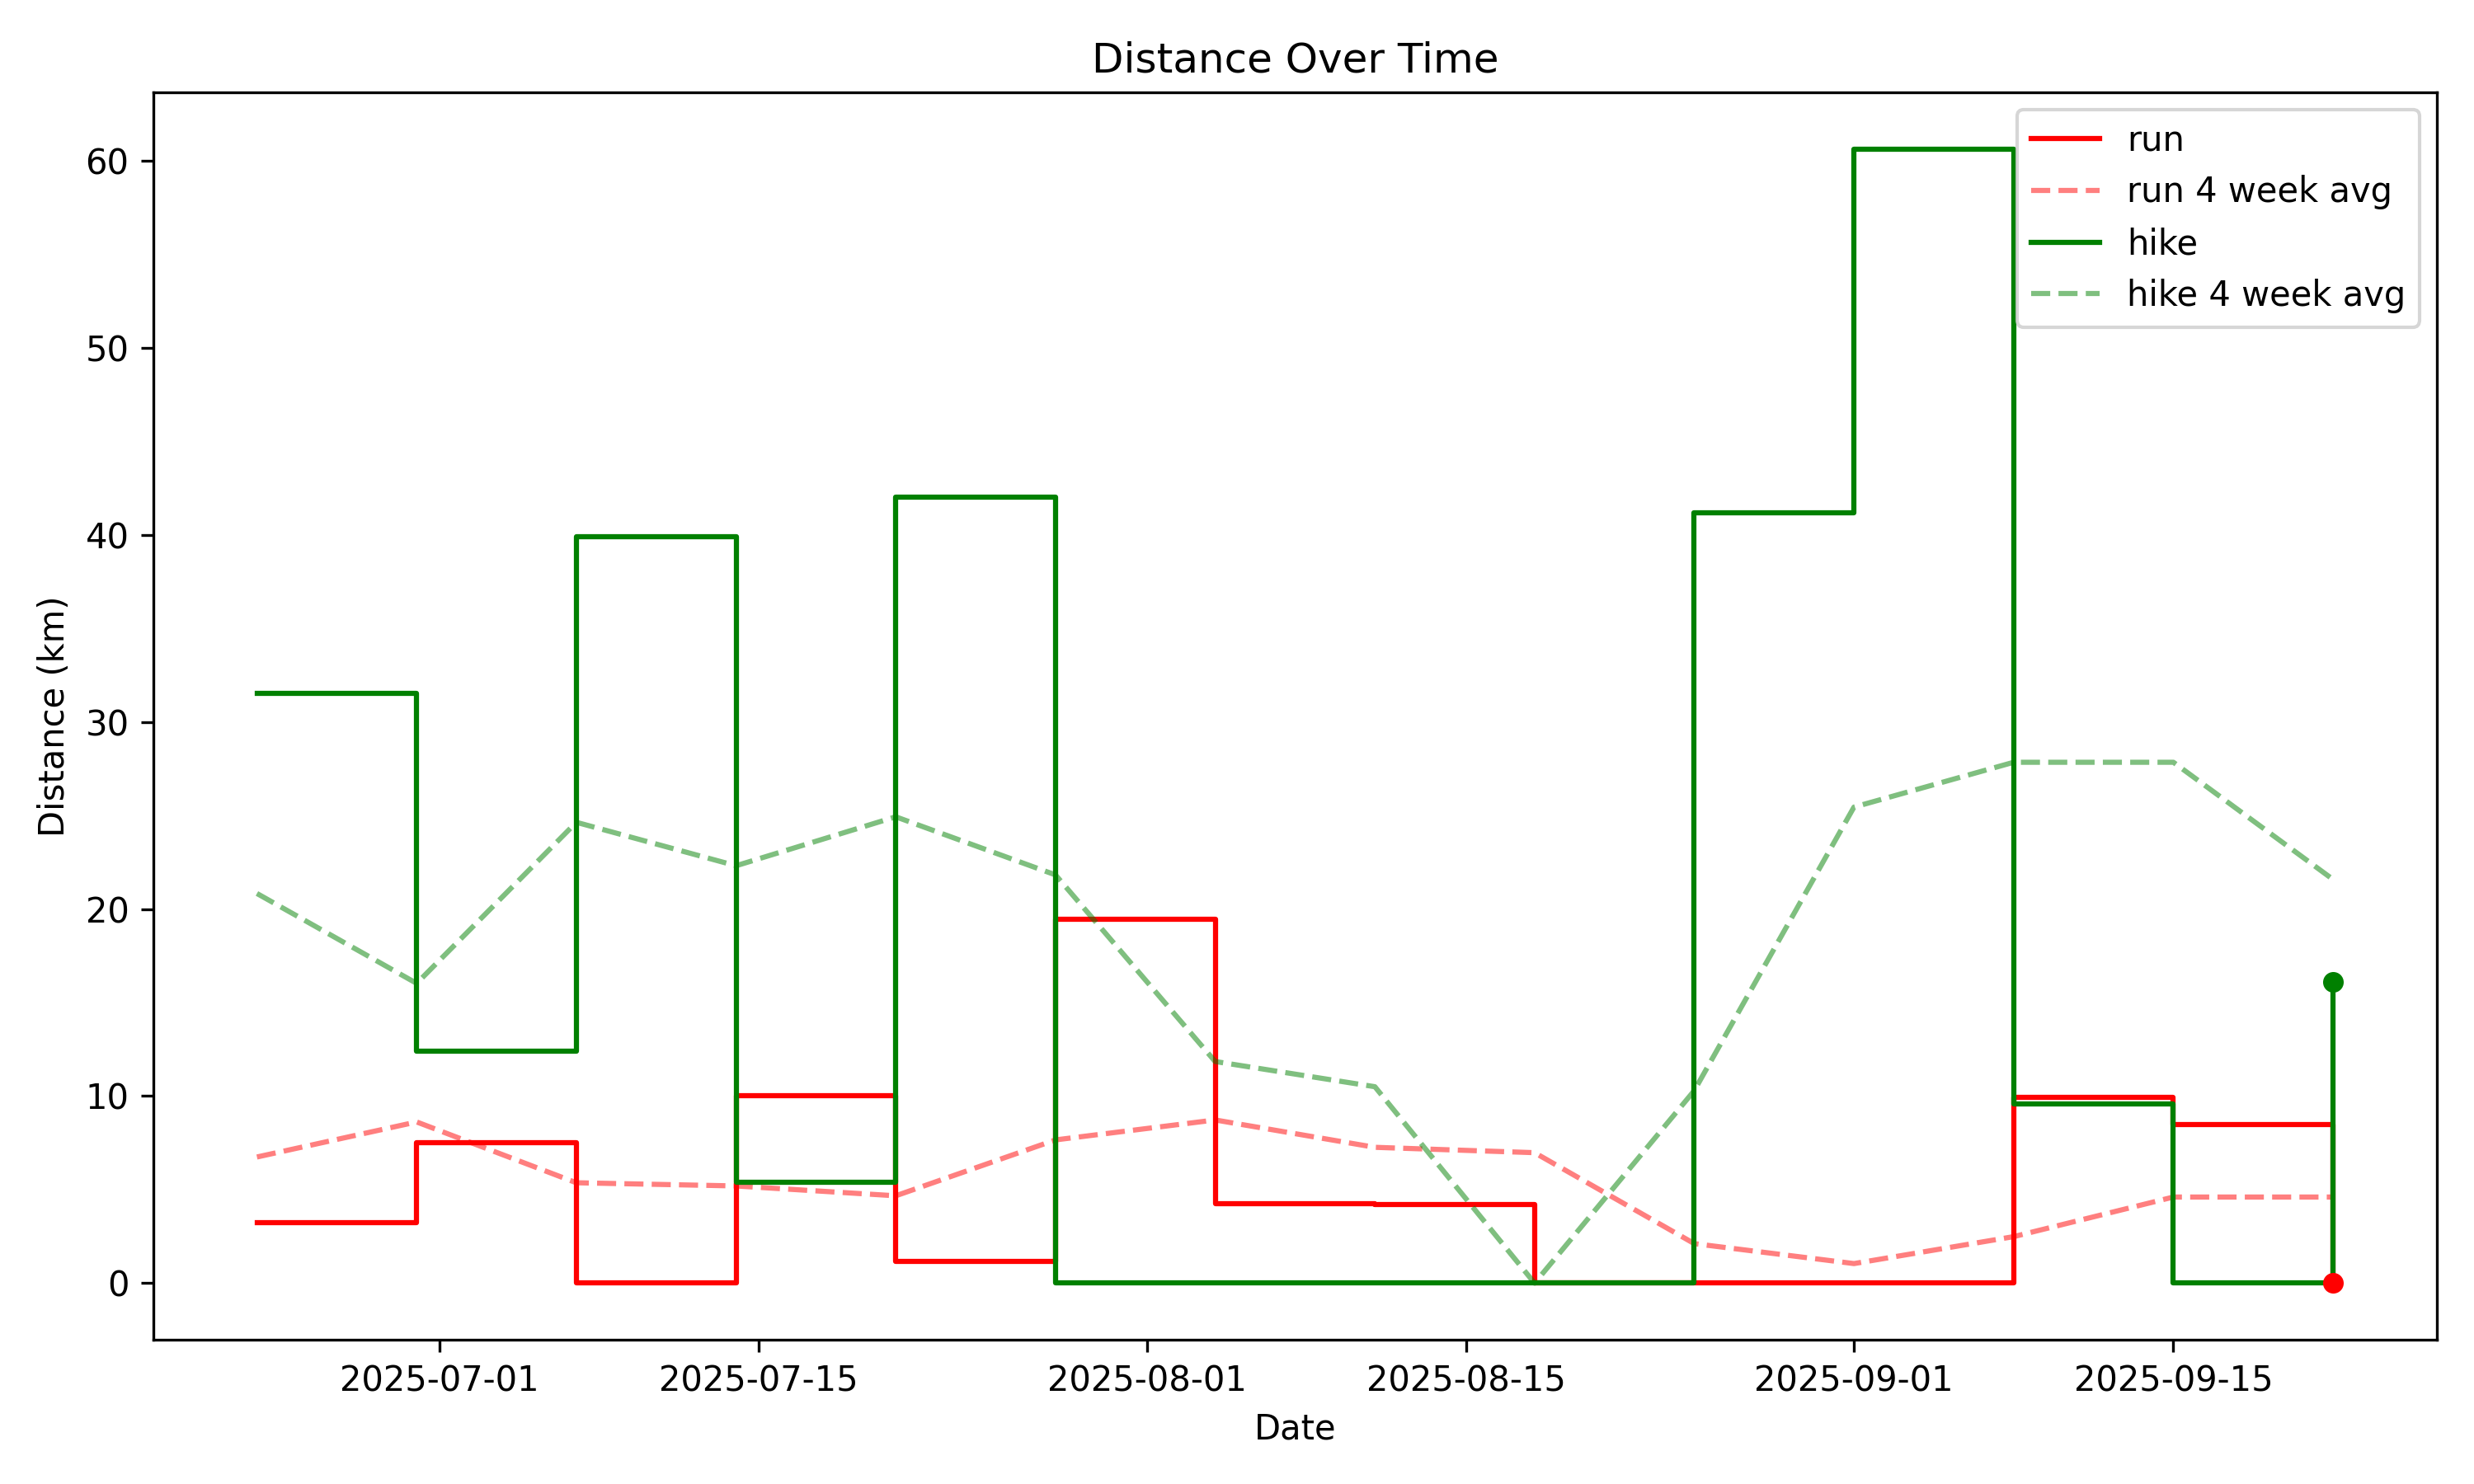 Distance Over Time
run
run 4 week avg
hike
hike 4 week avg
60
50
40
30
20
10
0
Distance (km)
2025-07-01
2025-07-15
2025-08-01
2025-08-15
2025-09-01
2025-09-15
Date